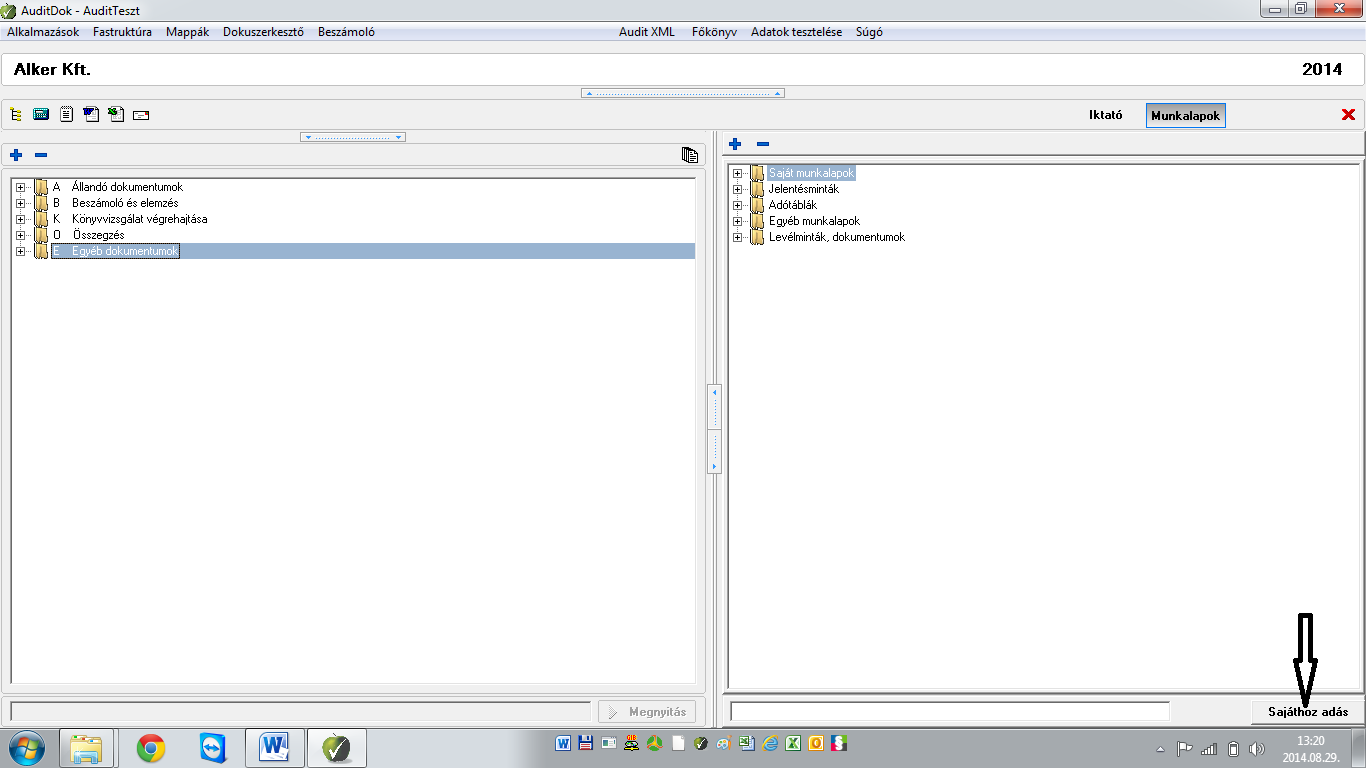 AuditDok - AuditTeszt
Alkalmazások Fastruktúra Mappák Dokuszerkesztő Beszámoló Audit XML Főkönyv Adatok tesztelése Súgó
Alker Kft. 2014
Iktató Munkalapok
A Állandó dokumentumok
B Beszámoló és elemzés
K Könyvvizsgálat végrehajtása
O Összegzés
E Egyéb dokumentumok
Saját munkalapok
Jelentésminták
Adótáblák
Egyéb munkalapok
Levélminták, dokumentumok
Megnyitás
Sajáthoz adás
13:20
2014.08.29.